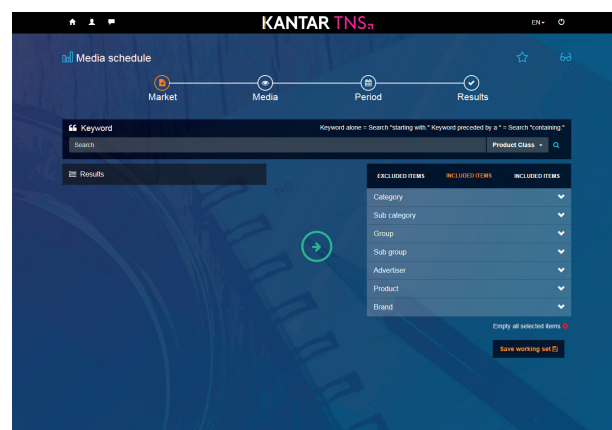 KANTAR TNS
EN
Media schedule
Market
Media
Period
Results
Keyword
Keyword alone = Search "starting with." Keyword preceded by a * = Search "containing."
Search
Product Class
Results
EXCLUDED ITEMS
INCLUDED ITEMS
INCLUDED ITEMS
Category
Sub category
Group
Sub group
Advertiser
Product
Brand
Empty all selected items
Save working set